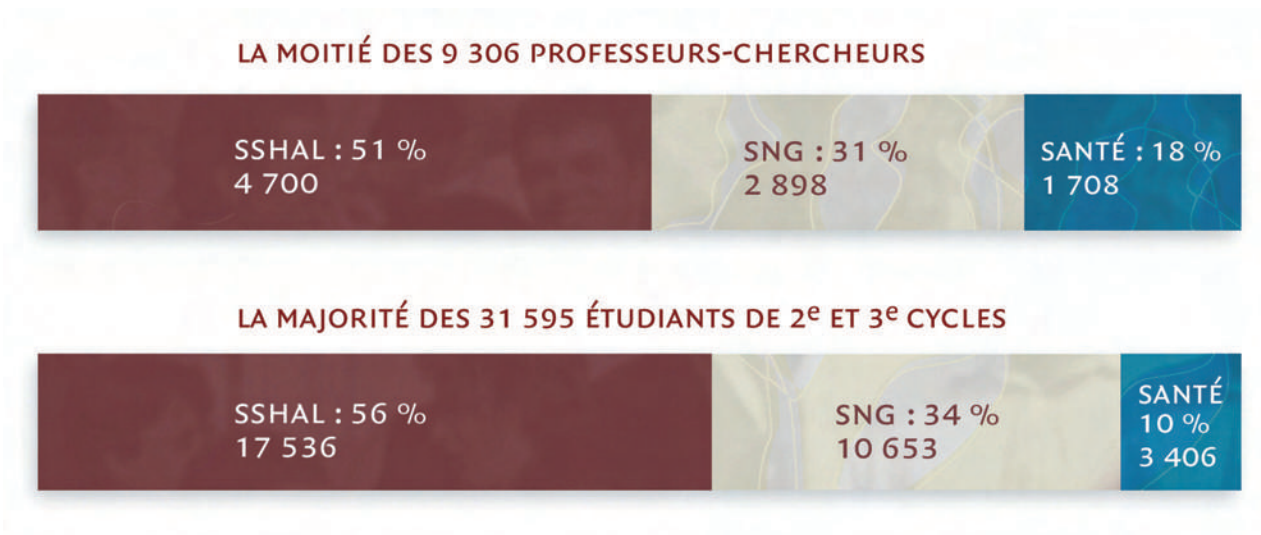 LA MOITIÉ DES 9 306 PROFESSEURS-CHERCHEURS
SSHAL : 51 %
4 700
SNG : 31 %
2 898
SANTÉ : 18 %
1 708
LA MAJORITÉ DES 31 595 ÉTUDIANTS DE 2e ET 3e CYCLES
SSHAL : 56 %
17 536
SNG : 34 %
10 653
SANTÉ
10 %
3 406